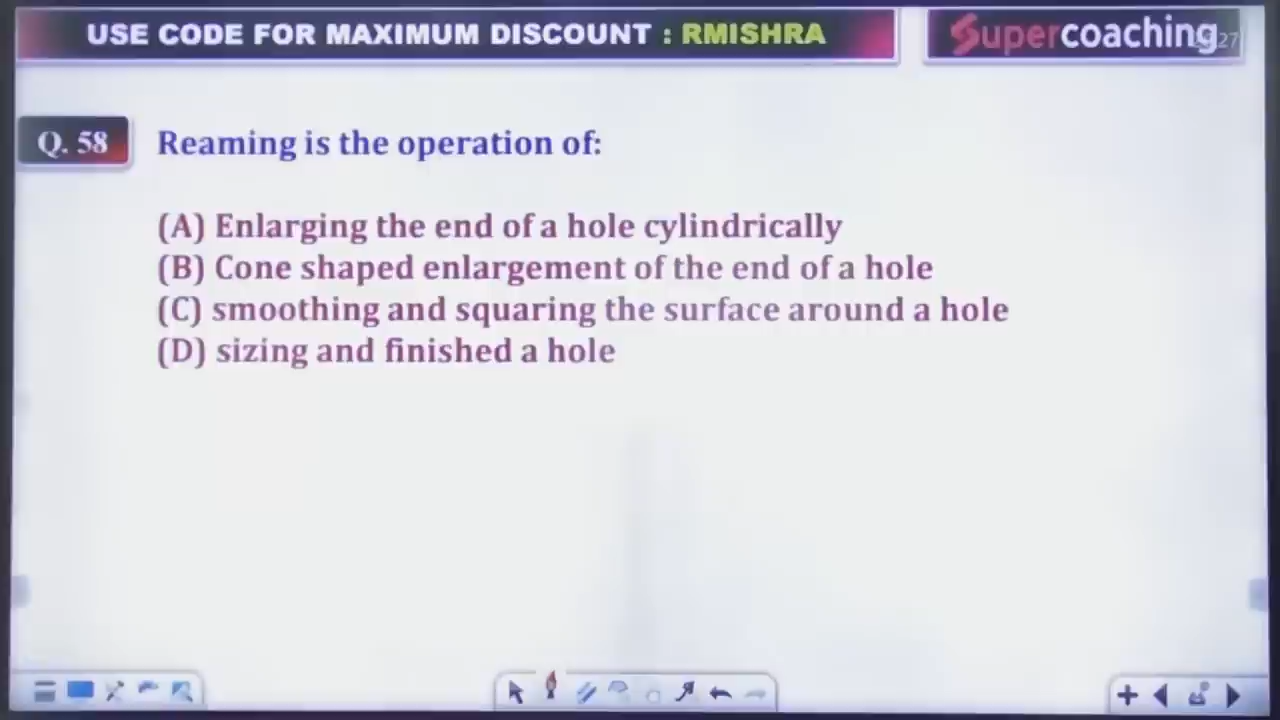 USE CODE FOR MAXIMUM DISCOUNT : RMISHRA
Supercoaching
Q. 58
Reaming is the operation of:
(A) Enlarging the end of a hole cylindrically
(B) Cone shaped enlargement of the end of a hole
(C) smoothing and squaring the surface around a hole
(D) sizing and finished a hole